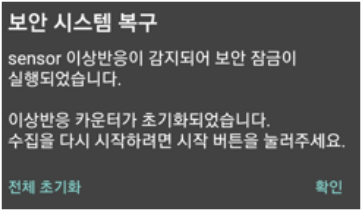 보안 시스템 복구
sensor 이상반응이 감지되어 보안 잠금이
실행되었습니다.
이상반응 카운터가 초기화되었습니다.
수집을 다시 시작하려면 시작 버튼을 눌러주세요.
전체 초기화 확인